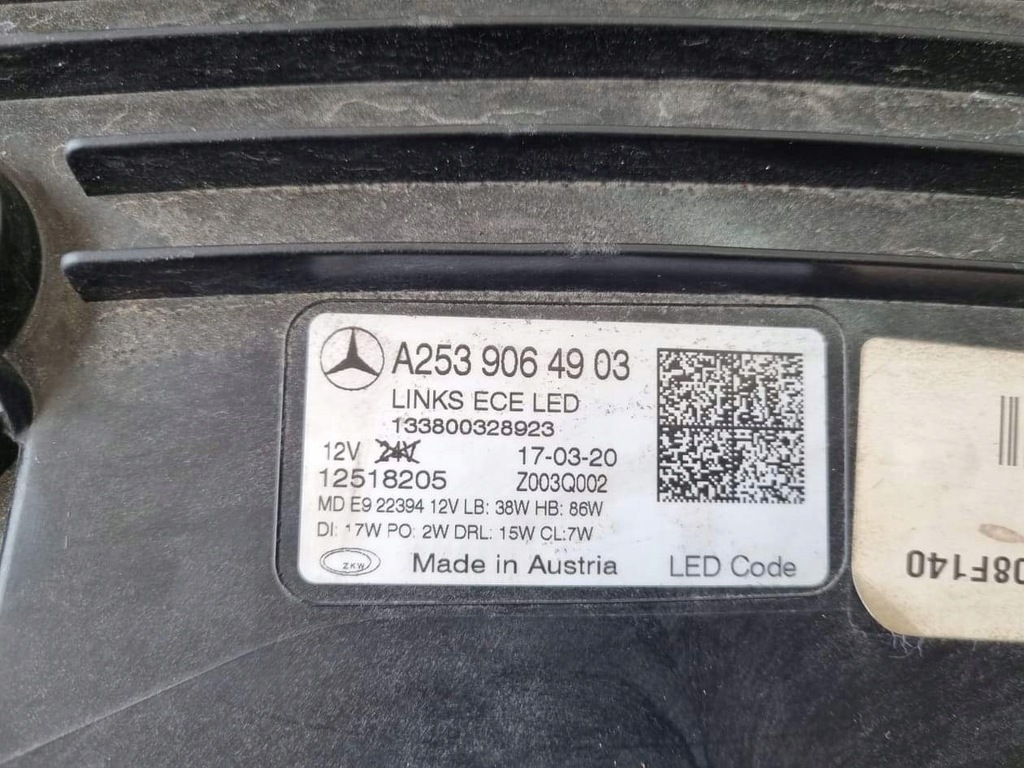 A253 906 49 03
LINKS ECE LED
133800328923
12V 24V 17-03-20
12518205 Z003Q002
MD E9 22394 12V LB: 38W HB: 86W
DI: 17W PO: 2W DRL: 15W CL:7W
ZKW Made in Austria LED Code
08F140